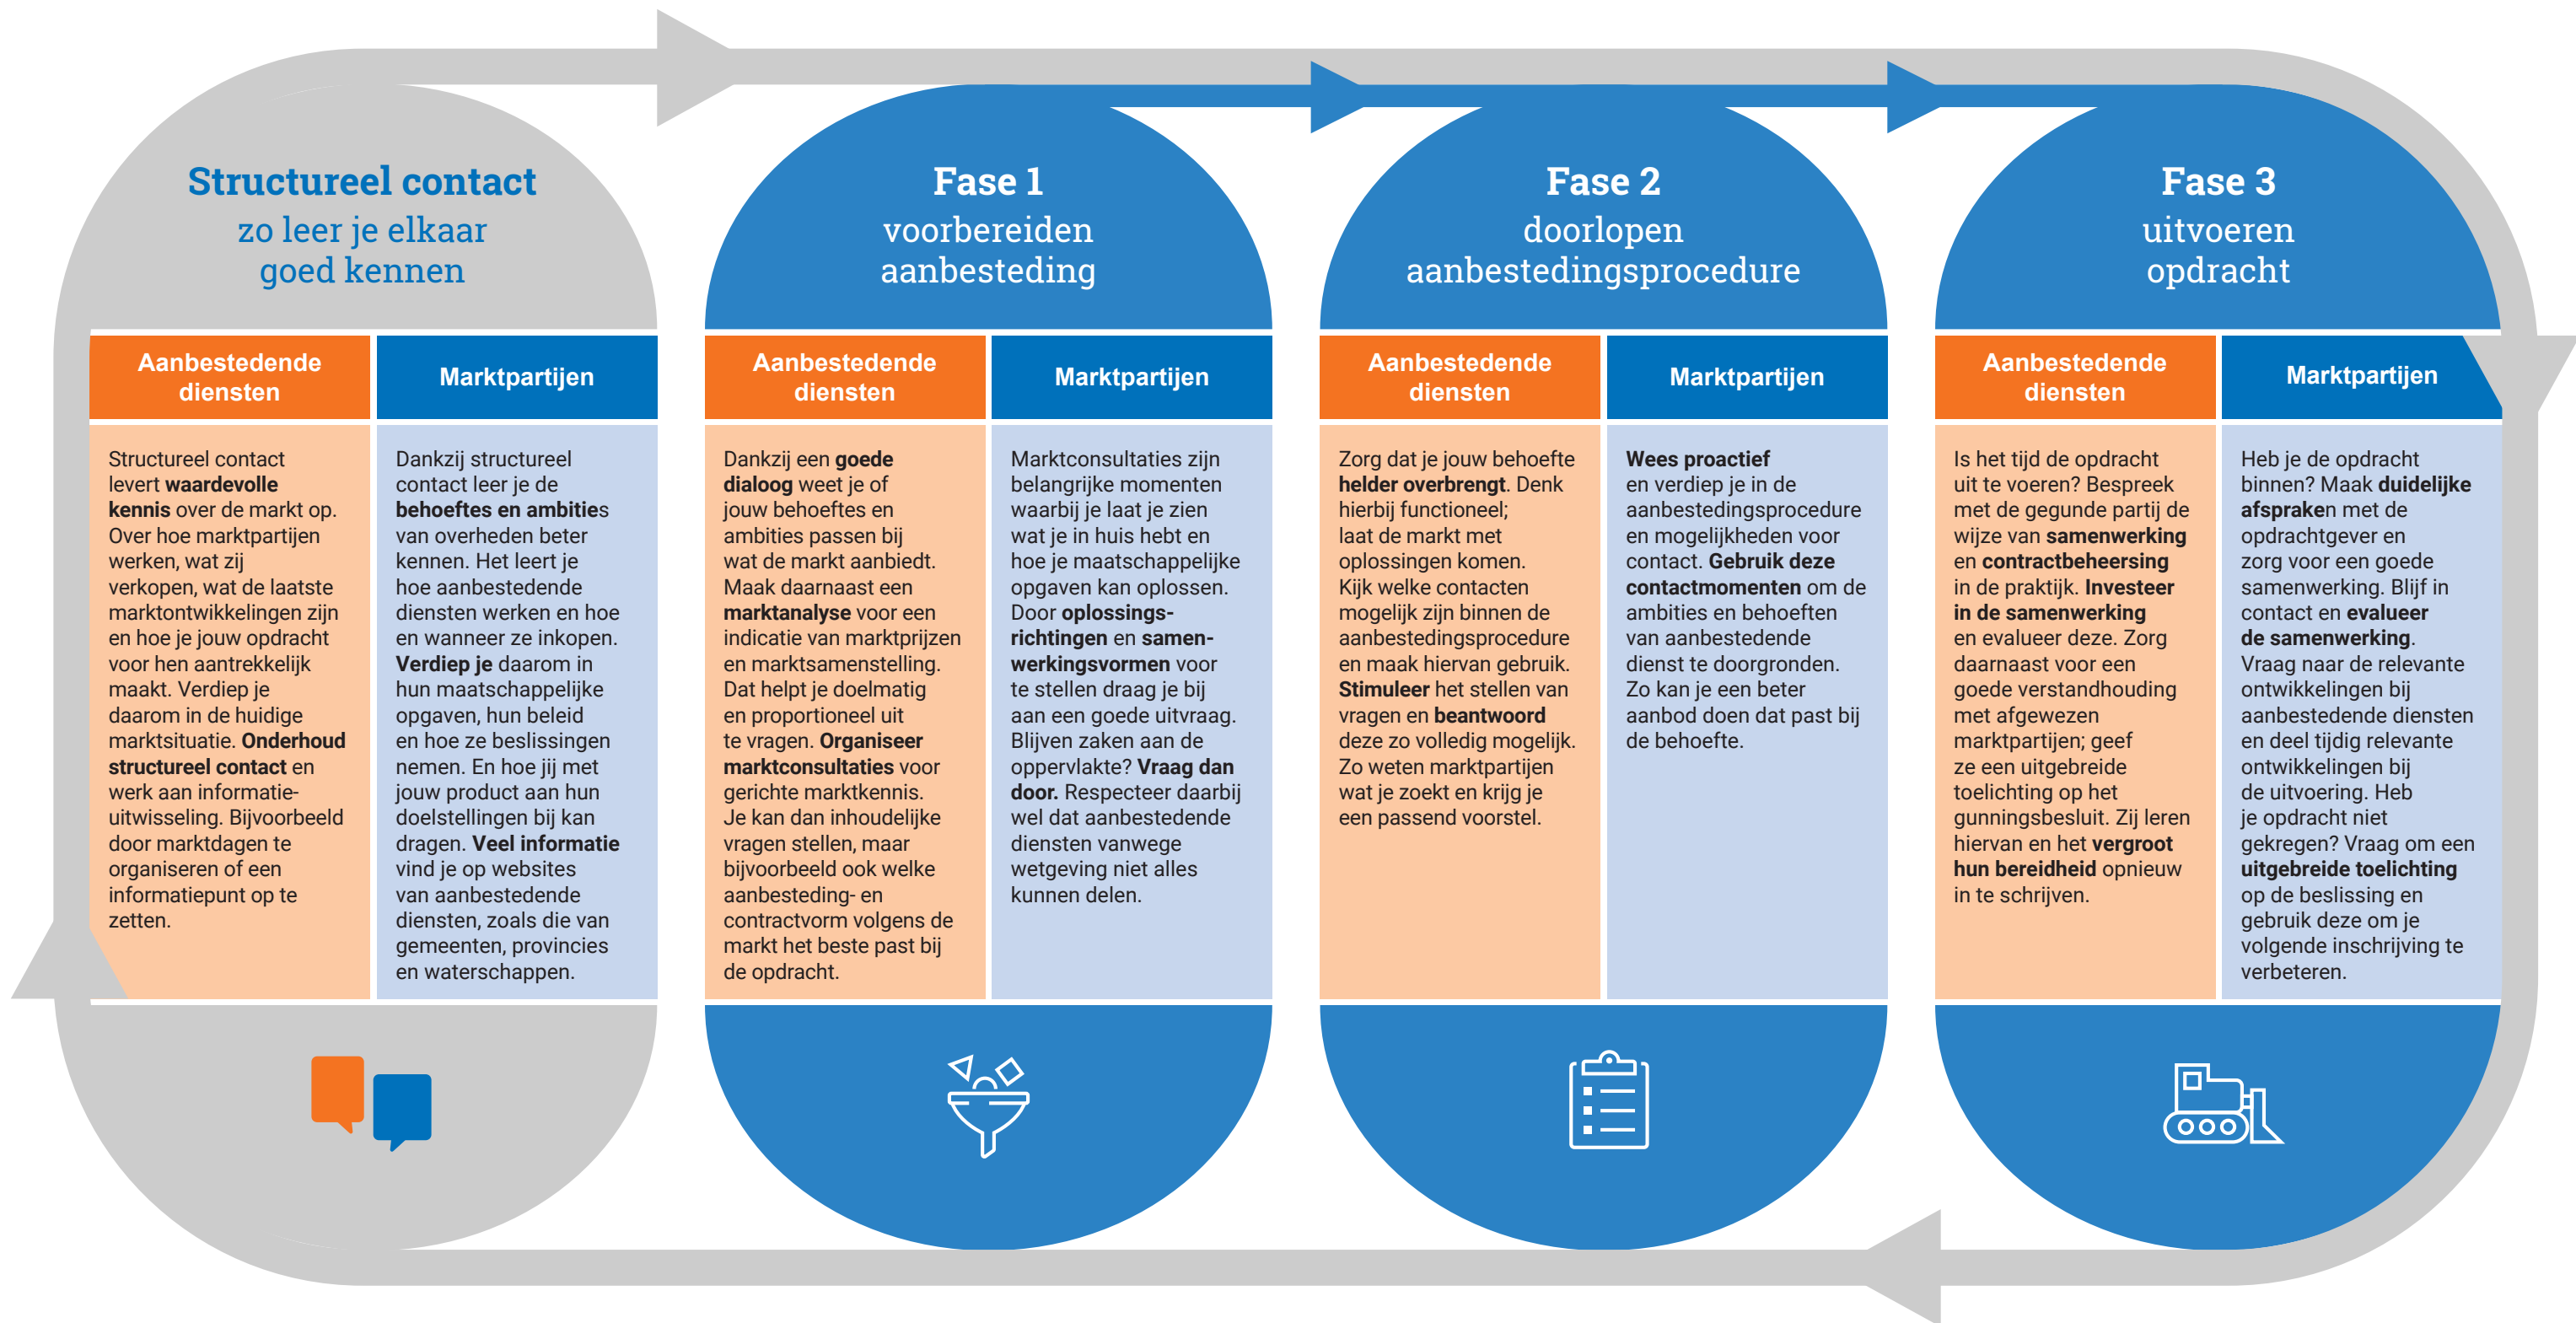 Structureel contact
zo leer je elkaar
goed kennen
Aanbestedende
diensten
Structureel contact
levert waardevolle
kennis over de markt op.
Over hoe marktpartijen
werken, wat zij
verkopen, wat de laatste
marktontwikkelingen zijn
en hoe je jouw opdracht
voor hen aantrekkelijk
maakt. Verdiep je
daarom in de huidige
marktsituatie. Onderhoud
structureel contact en
werk aan informatie-
uitwisseling. Bijvoorbeeld
door marktdagen te
organiseren of een
informatiepunt op te
zetten.
Marktpartijen
Dankzij structureel
contact leer je de
behoeftes en ambities
van overheden beter
kennen. Het leert je
hoe aanbestedende
diensten werken en hoe
en wanneer ze inkopen.
Verdiep je daarom in
hun maatschappelijke
opgaven, hun beleid
en hoe ze beslissingen
nemen. En hoe jij met
jouw product aan hun
doelstellingen bij kan
dragen. Veel informatie
vind je op websites
van aanbestedende
diensten, zoals die van
gemeenten, provincies
en waterschappen.
Fase 1
voorbereiden
aanbesteding
Aanbestedende
diensten
Dankzij een goede
dialoog weet je of
jouw behoeftes en
ambities passen bij
wat de markt aanbiedt.
Maak daarnaast een
marktanalyse voor een
indicatie van marktprijzen
en marktsamenstelling.
Dat helpt je doelmatig
en proportioneel uit
te vragen. Organiseer
marktconsultaties voor
gerichte marktkennis.
Je kan dan inhoudelijke
vragen stellen, maar
bijvoorbeeld ook welke
aanbesteding- en
contractvorm volgens de
markt het beste past bij
de opdracht.
Marktpartijen
Marktconsultaties zijn
belangrijke momenten
waarbij je laat je zien
wat je in huis hebt en
hoe je maatschappelijke
opgaven kan oplossen.
Door oplossings-
richtingen en samen-
werkingsvormen voor
te stellen draag je bij
aan een goede uitvraag.
Blijven zaken aan de
oppervlakte? Vraag dan
door. Respecteer daarbij
wel dat aanbestedende
diensten vanwege
wetgeving niet alles
kunnen delen.
Fase 2
doorlopen
aanbestedingsprocedure
Aanbestedende
diensten
Zorg dat je jouw behoefte
helder overbrengt. Denk
hierbij functioneel;
laat de markt met
oplossingen komen.
Kijk welke contacten
mogelijk zijn binnen de
aanbestedingsprocedure
en maak hiervan gebruik.
Stimuleer het stellen van
vragen en beantwoord
deze zo volledig mogelijk.
Zo weten marktpartijen
wat je zoekt en krijg je
een passend voorstel.
Marktpartijen
Wees proactief
en verdiep je in de
aanbestedingsprocedure
en mogelijkheden voor
contact. Gebruik deze
contactmomenten om de
ambities en behoeften
van aanbestedende
dienst te doorgronden.
Zo kan je een beter
aanbod doen dat past bij
de behoefte.
Fase 3
uitvoeren
opdracht
Aanbestedende
diensten
Is het tijd de opdracht
uit te voeren? Bespreek
met de gegunde partij de
wijze van samenwerking
en contractbeheersing
in de praktijk. Investeer
in de samenwerking
en evalueer deze. Zorg
daarnaast voor een
goede verstandhouding
met afgewezen
marktpartijen; geef
ze een uitgebreide
toelichting op het
gunningsbesluit. Zij leren
hiervan en het vergroot
hun bereidheid opnieuw
in te schrijven.
Marktpartijen
Heb je de opdracht
binnen? Maak duidelijke
afspraken met de
opdrachtgever en
zorg voor een goede
samenwerking. Blijf in
contact en evalueer
de samenwerking.
Vraag naar de relevante
ontwikkelingen bij
aanbestedende diensten
en deel tijdig relevante
ontwikkelingen bij
de uitvoering. Heb
je opdracht niet
gekregen? Vraag om een
uitgebreide toelichting
op de beslissing en
gebruik deze om je
volgende inschrijving te
verbeteren.